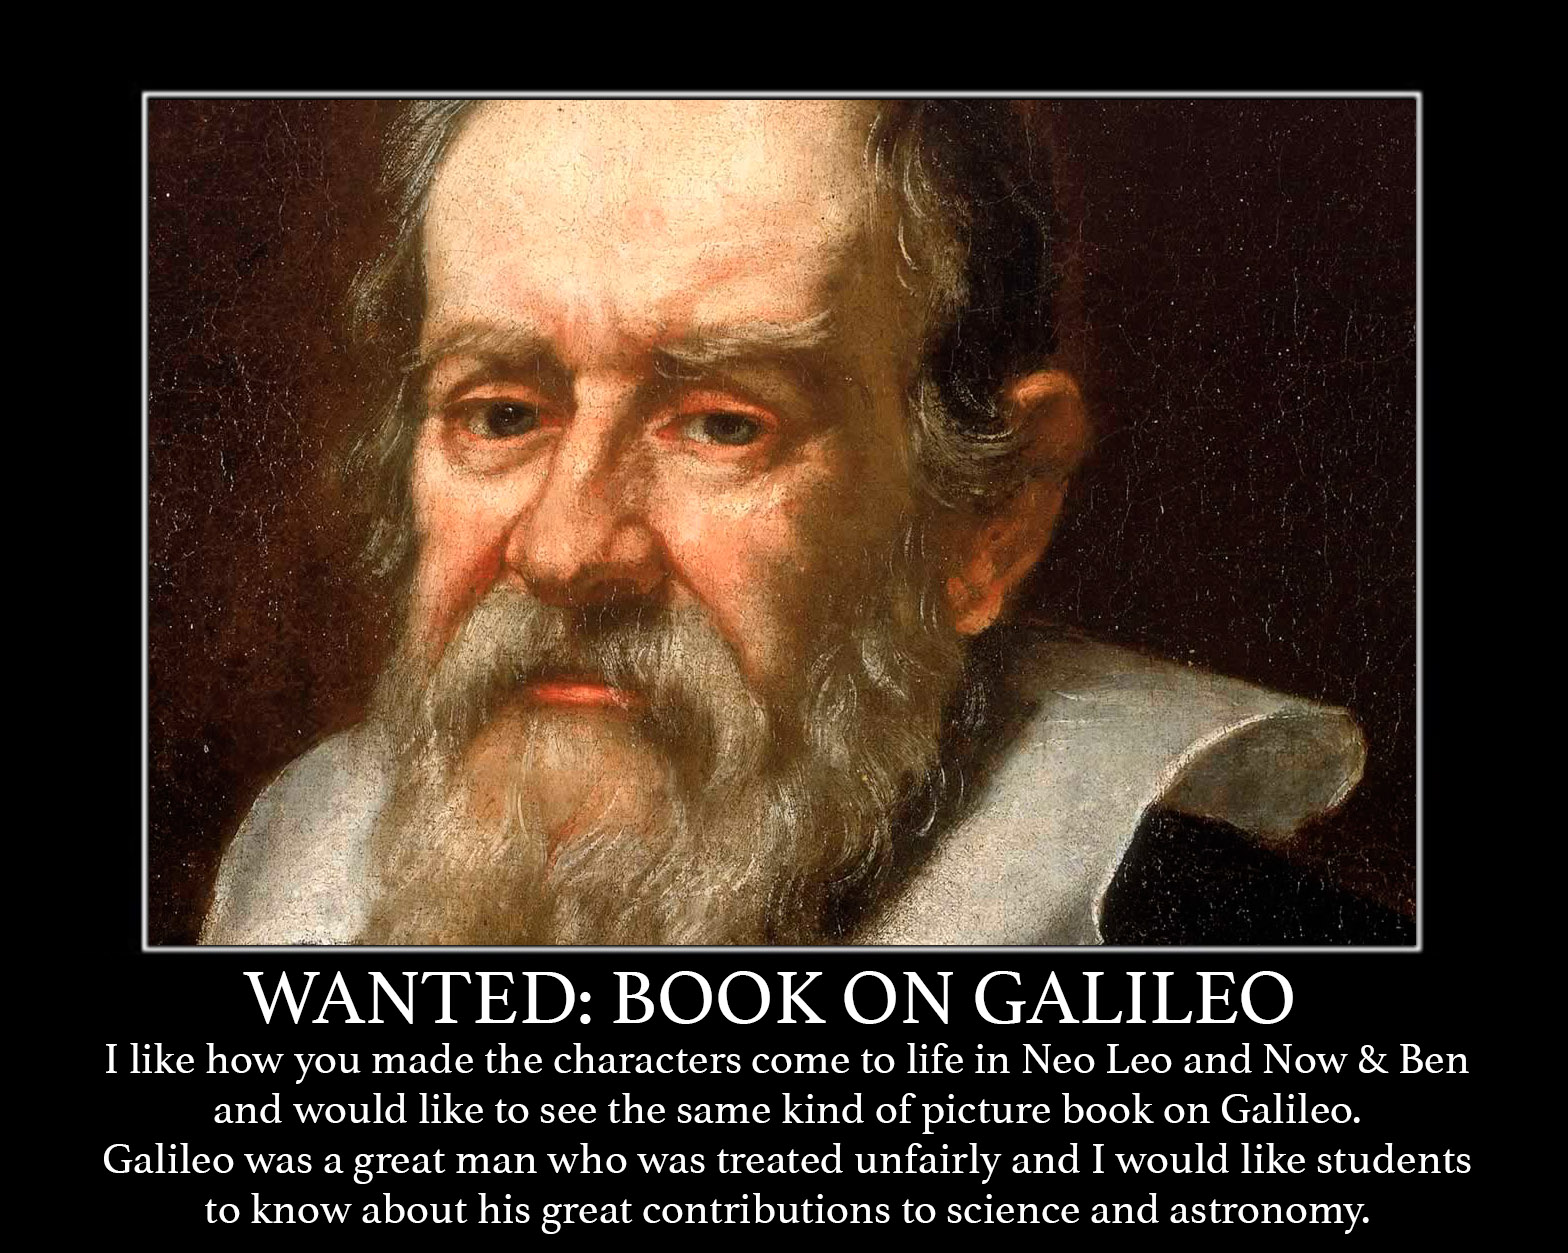 WANTED: BOOK ON GALILEO
I like how you made the characters come to life in Neo Leo and Now & Ben
and would like to see the same kind of picture book on Galileo.
Galileo was a great man who was treated unfairly and I would like students
to know about his great contributions to science and astronomy.